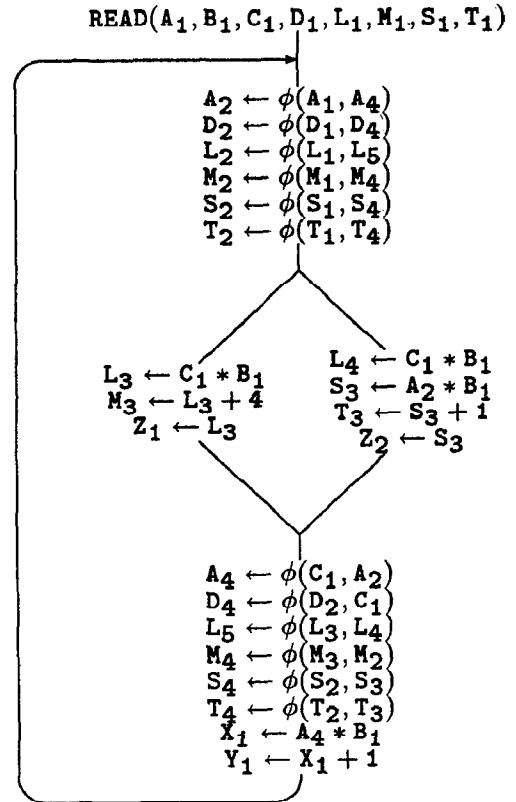 READ(A₁,B₁,C₁,D₁,L₁,M₁,S₁,T₁)
A₂ ← ϕ(A₁,A₄)
D₂ ← ϕ(D₁,D₄)
L₂ ← ϕ(L₁,L₅)
M₂ ← ϕ(M₁,M₄)
S₂ ← ϕ(S₁,S₄)
T₂ ← ϕ(T₁,T₄)
L₃ ← C₁ * B₁
M₃ ← L₃ + 4
Z₁ ← L₃
L₄ ← C₁ * B₁
S₃ ← A₂ * B₁
T₃ ← S₃ + 1
Z₂ ← S₃
A₄ ← ϕ(C₁,A₂)
D₄ ← ϕ(D₂,C₁)
L₅ ← ϕ(L₃,L₄)
M₄ ← ϕ(M₃,M₂)
S₄ ← ϕ(S₂,S₃)
T₄ ← ϕ(T₂,T₃)
X₁ ← A₄ * B₁
Y₁ ← X₁ + 1